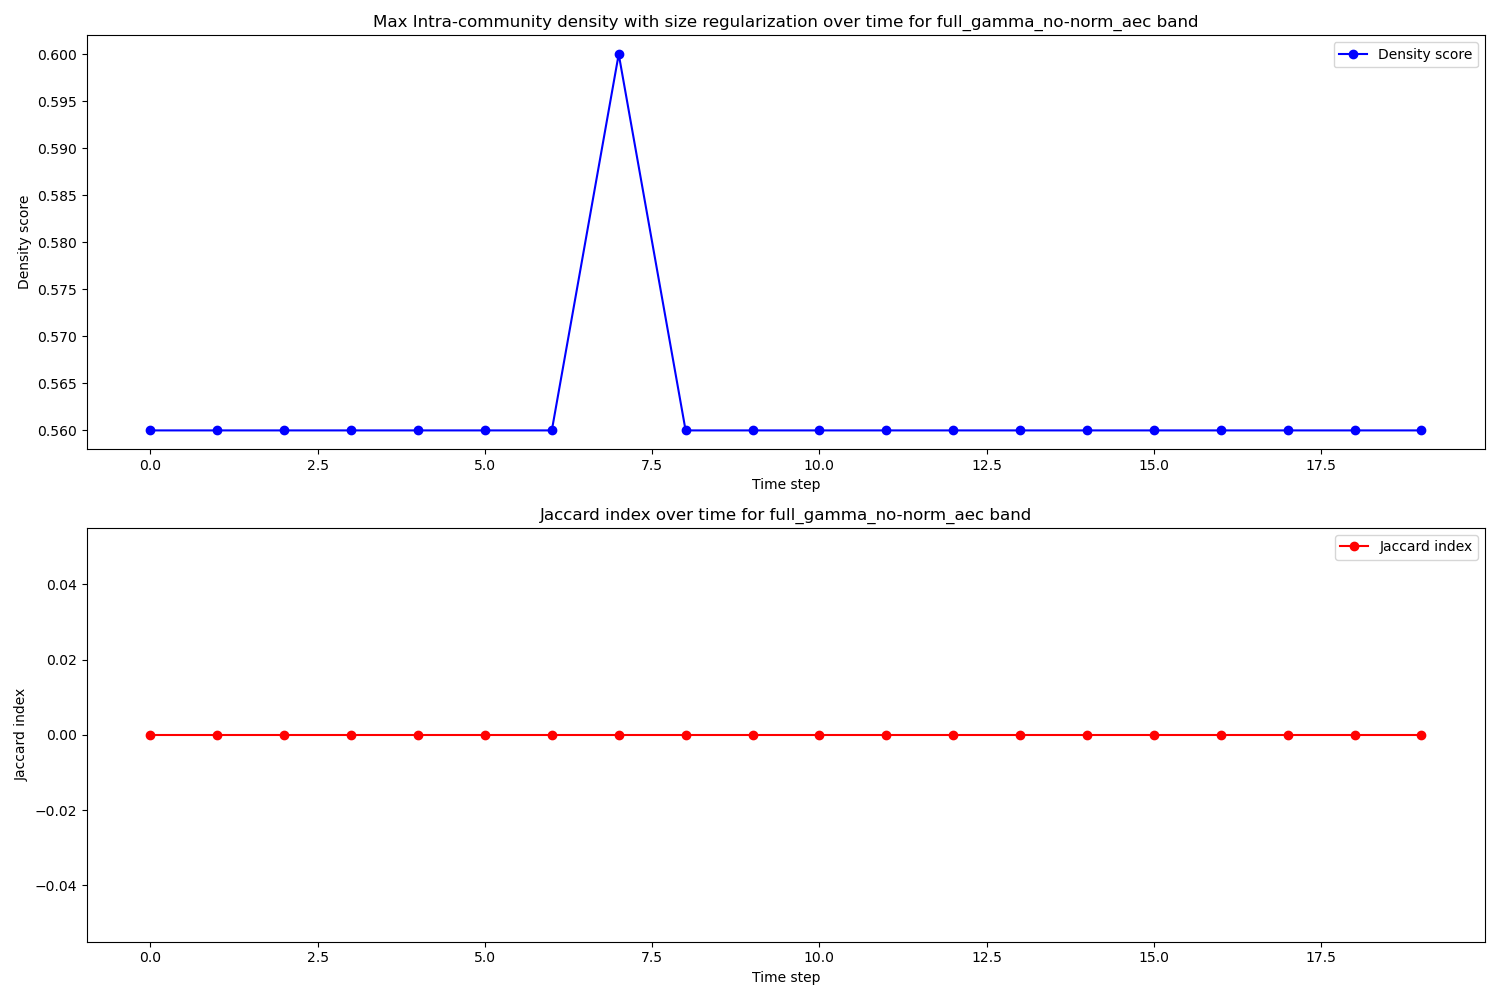 Max Intra-community density with size regularization over time for full_gamma_no-norm_aec band
Density score
0.600
0.595
0.590
0.585
0.580
0.575
0.570
0.565
0.560
Density score
0.0 2.5 5.0 7.5 10.0 12.5 15.0 17.5
Time step
Jaccard index over time for full_gamma_no-norm_aec band
Jaccard index
0.04
0.02
0.00
−0.02
−0.04
Jaccard index
0.0 2.5 5.0 7.5 10.0 12.5 15.0 17.5
Time step